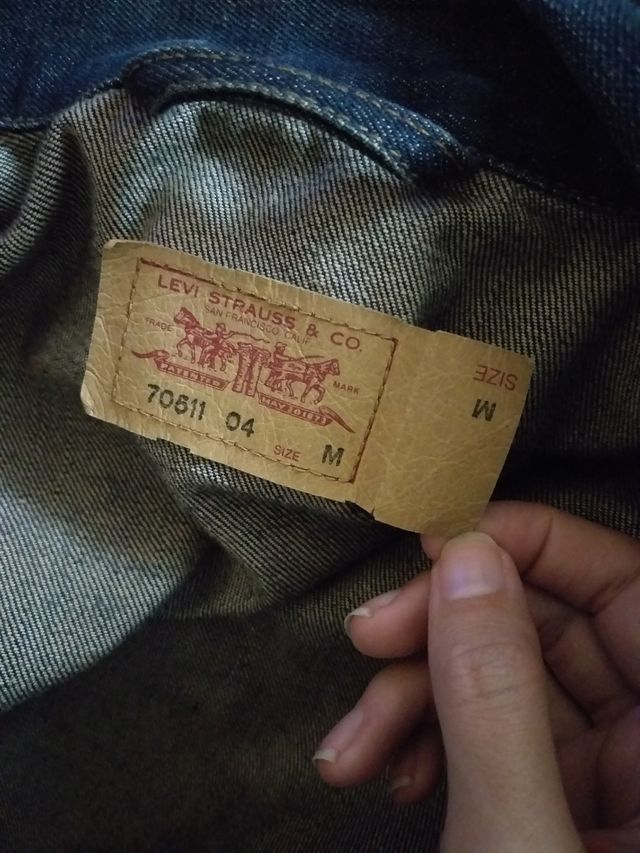 LEVI STRAUSS & CO.
SAN FRANCISCO, CALIF.
TRADE MARK
PATENTED MAY 20 1873
70611 04
SIZE M
SIZE
M